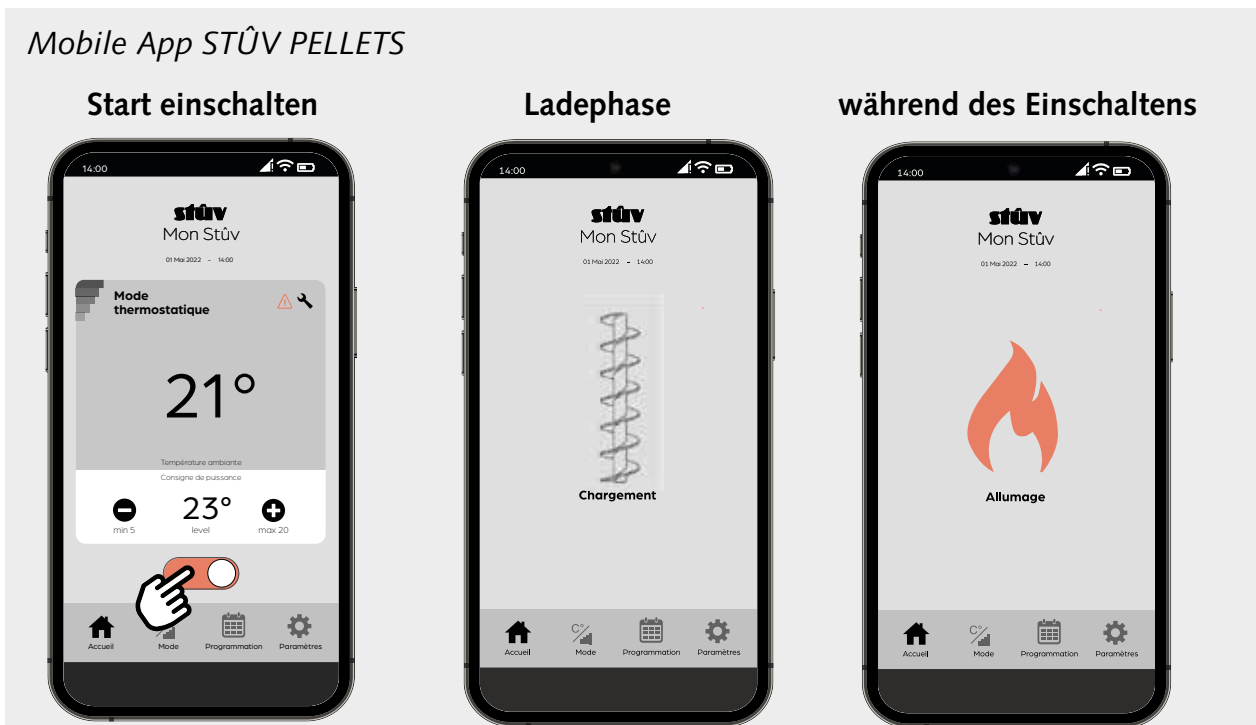 Mobile App STÛV PELLETS
Start einschalten
14:00
stûv
Mon Stûv
01 Mai 2022 - 14:00
Mode
thermostatique
21°
Température ambiante
Consigne de puissance
23°
min 5 level max 20
Accueil Mode Programmation Paramètres
Ladephase
14:00
stûv
Mon Stûv
01 Mai 2022 - 14:00
Chargement
C°
Accueil Mode Programmation Paramètres
während des Einschaltens
14:00
stûv
Mon Stûv
01 Mai 2022 - 14:00
Allumage
C°
Accueil Mode Programmation Paramètres